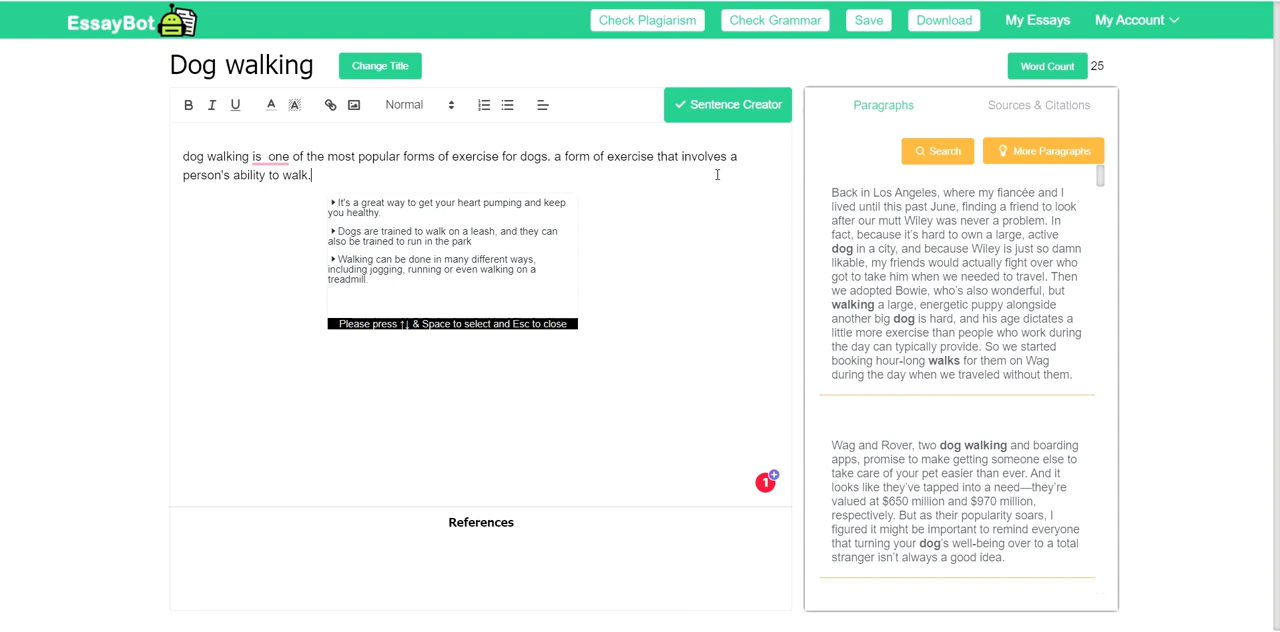 EssayBot
Check Plagiarism
Check Grammar
Save
Download
My Essays
My Account
Dog walking
Change Title
Word Count
25
B I U A A
Normal
Sentence Creator
dog walking is  one of the most popular forms of exercise for dogs. a form of exercise that involves a
person's ability to walk.
It's a great way to get your heart pumping and keep
you healthy.
Dogs are trained to walk on a leash, and they can
also be trained to run in the park
Walking can be done in many different ways,
including jogging, running or even walking on a
treadmill.
Please press ↑↓ & Space to select and Esc to close
1
References
Paragraphs
Sources & Citations
Search
More Paragraphs
Back in Los Angeles, where my fiancée and I
lived until this past June, finding a friend to look
after our mutt Wiley was never a problem. In
fact, because it's hard to own a large, active
dog in a city, and because Wiley is just so damn
likable, my friends would actually fight over who
got to take him when we needed to travel. Then
we adopted Bowie, who's also wonderful, but
walking a large, energetic puppy alongside
another big dog is hard, and his age dictates a
little more exercise than people who work during
the day can typically provide. So we started
booking hour-long walks for them on Wag
during the day when we traveled without them.
Wag and Rover, two dog walking and boarding
apps, promise to make getting someone else to
take care of your pet easier than ever. And it
looks like they've tapped into a need—they're
valued at $650 million and $970 million,
respectively. But as their popularity soars, I
figured it might be important to remind everyone
that turning your dog's well-being over to a total
stranger isn't always a good idea.